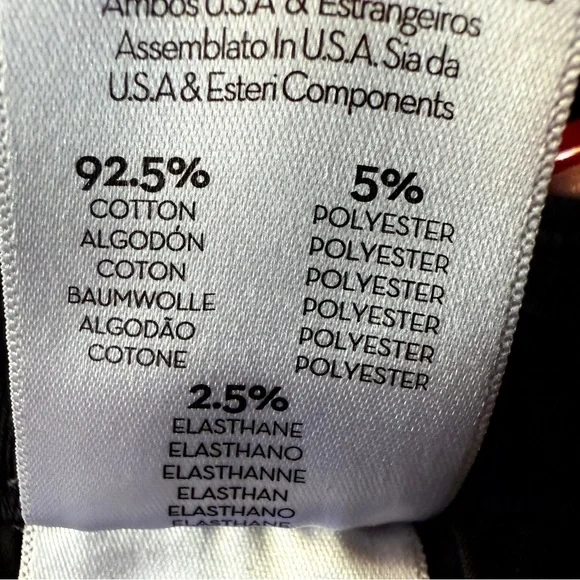 Ambos U.S.A & Estrangeiros
Assemblato In U.S.A. Sia da
U.S.A & Esteri Components
92.5%
COTTON
ALGODÓN
COTON
BAUMWOLLE
ALGODÃO
COTONE
5%
POLYESTER
POLYESTER
POLYESTER
POLYESTER
POLYESTER
POLYESTER
2.5%
ELASTHANE
ELASTHANO
ELASTHANNE
ELASTHAN
ELASTHANO
ELASTHANE